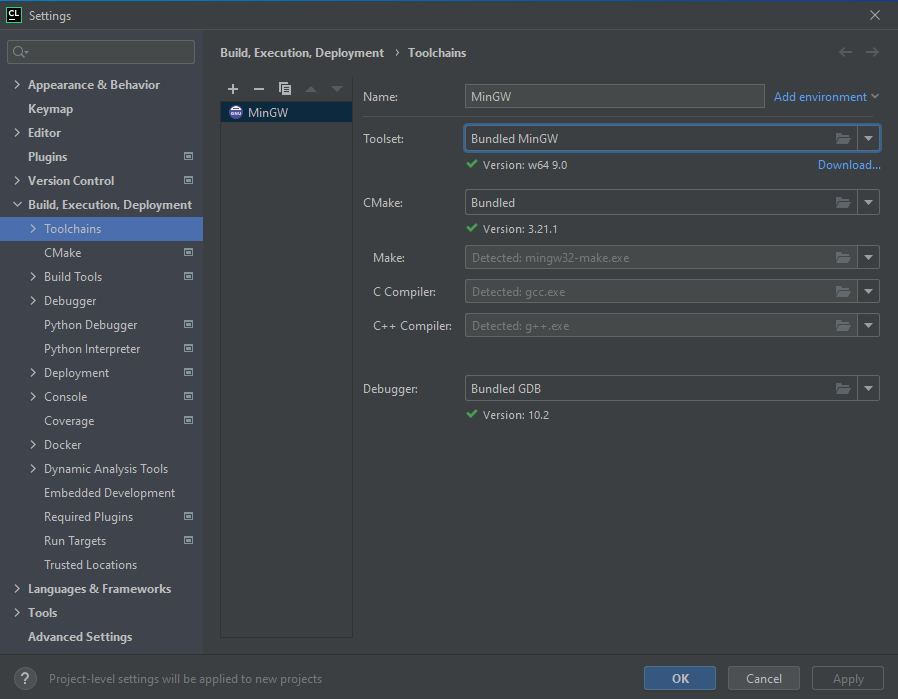 CL Settings
Build, Execution, Deployment › Toolchains
Appearance & Behavior
Keymap
Editor
Plugins
Version Control
Build, Execution, Deployment
Toolchains
CMake
Build Tools
Debugger
Python Debugger
Python Interpreter
Deployment
Console
Coverage
Docker
Dynamic Analysis Tools
Embedded Development
Required Plugins
Run Targets
Trusted Locations
Languages & Frameworks
Tools
Advanced Settings
GNU MinGW
Name: MinGW Add environment
Toolset: Bundled MinGW
Version: w64 9.0 Download...
CMake: Bundled
Version: 3.21.1
Make: Detected: mingw32-make.exe
C Compiler: Detected: gcc.exe
C++ Compiler: Detected: g++.exe
Debugger: Bundled GDB
Version: 10.2
? Project-level settings will be applied to new projects
OK Cancel Apply